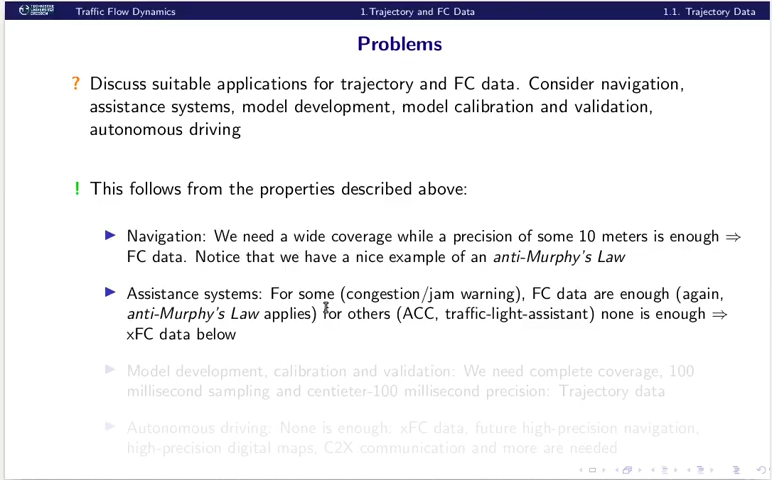 Traffic Flow Dynamics 1.Trajectory and FC Data 1.1. Trajectory Data
Problems
? Discuss suitable applications for trajectory and FC data. Consider navigation,
assistance systems, model development, model calibration and validation,
autonomous driving
! This follows from the properties described above:
Navigation: We need a wide coverage while a precision of some 10 meters is enough ⇒
FC data. Notice that we have a nice example of an anti-Murphy's Law
Assistance systems: For some (congestion/jam warning), FC data are enough (again,
anti-Murphy's Law applies) for others (ACC, traffic-light-assistant) none is enough ⇒
xFC data below
Model development, calibration and validation: We need complete coverage, 100
millisecond sampling and centieter-100 millisecond precision: Trajectory data
Autonomous driving: None is enough: xFC data, future high-precision navigation,
high-precision digital maps, C2X communication and more are needed